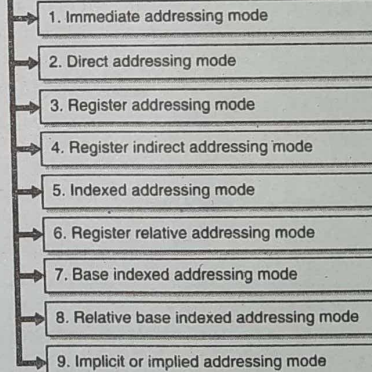 1. Immediate addressing mode
2. Direct addressing mode
3. Register addressing mode
4. Register indirect addressing mode
5. Indexed addressing mode
6. Register relative addressing mode
7. Base indexed addressing mode
8. Relative base indexed addressing mode
9. Implicit or implied addressing mode